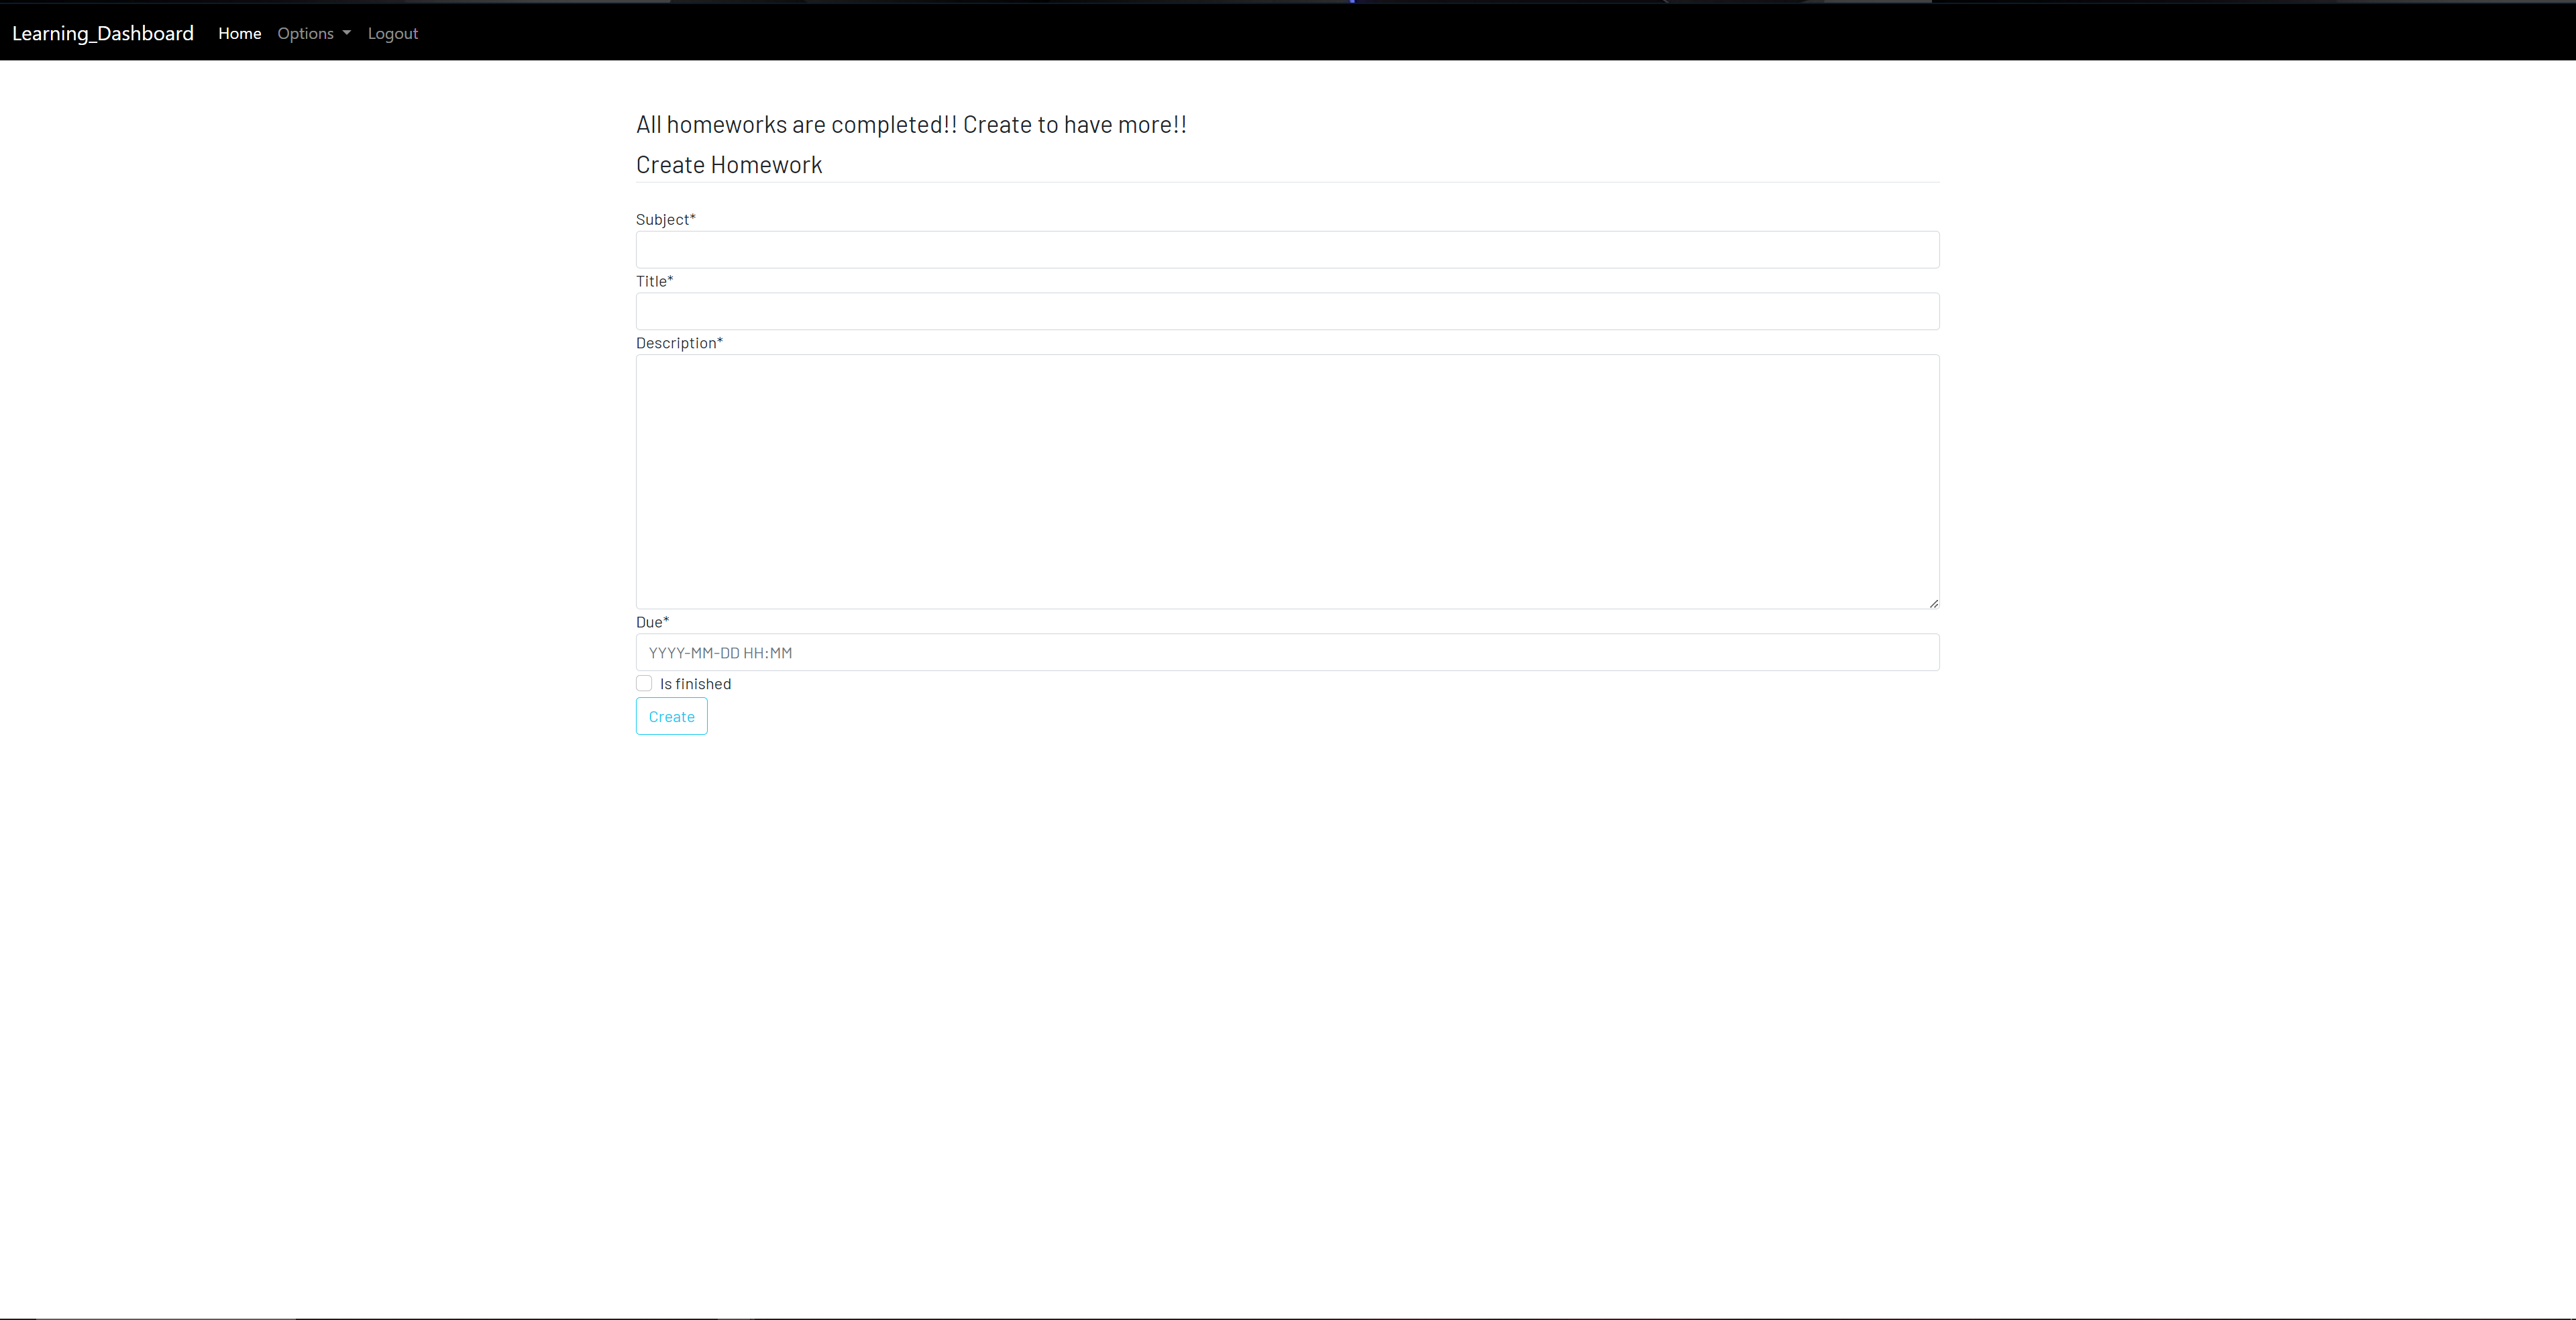 Learning_Dashboard Home Options Logout
All homeworks are completed!! Create to have more!!
Create Homework
Subject*
Title*
Description*
Due*
YYYY-MM-DD HH:MM
Is finished
Create